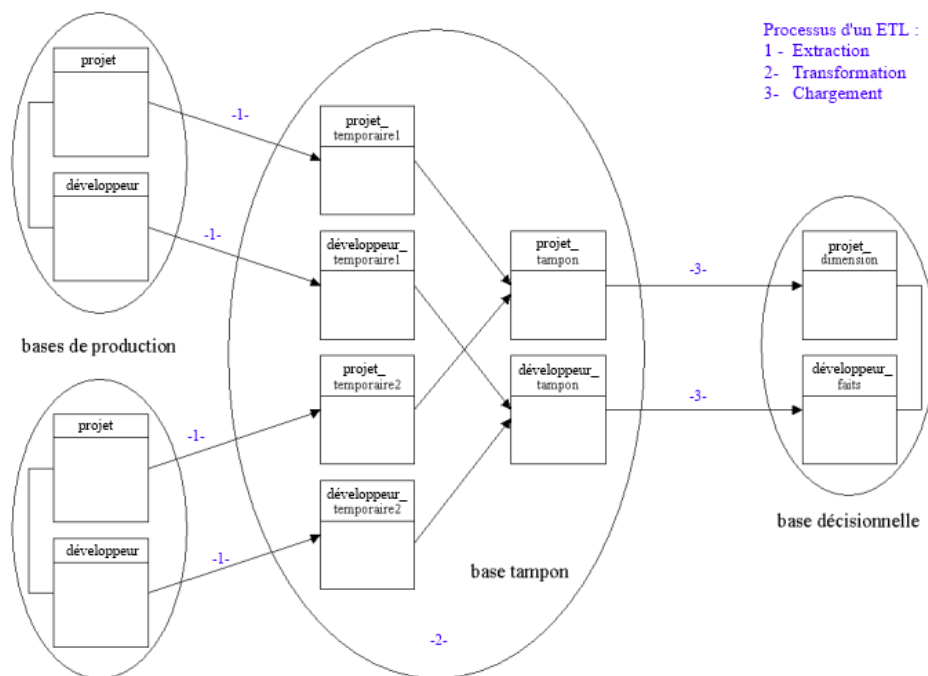 Processus d'un ETL :
1 - Extraction
2- Transformation
3- Chargement
projet
développeur
bases de production
projet
développeur
-1-
-1-
-1-
-1-
projet_
temporaire1
développeur_
temporaire1
projet_
temporaire2
développeur_
temporaire2
projet_
tampon
développeur_
tampon
base tampon
-2-
-3-
-3-
projet_
dimension
développeur_
faits
base décisionnelle